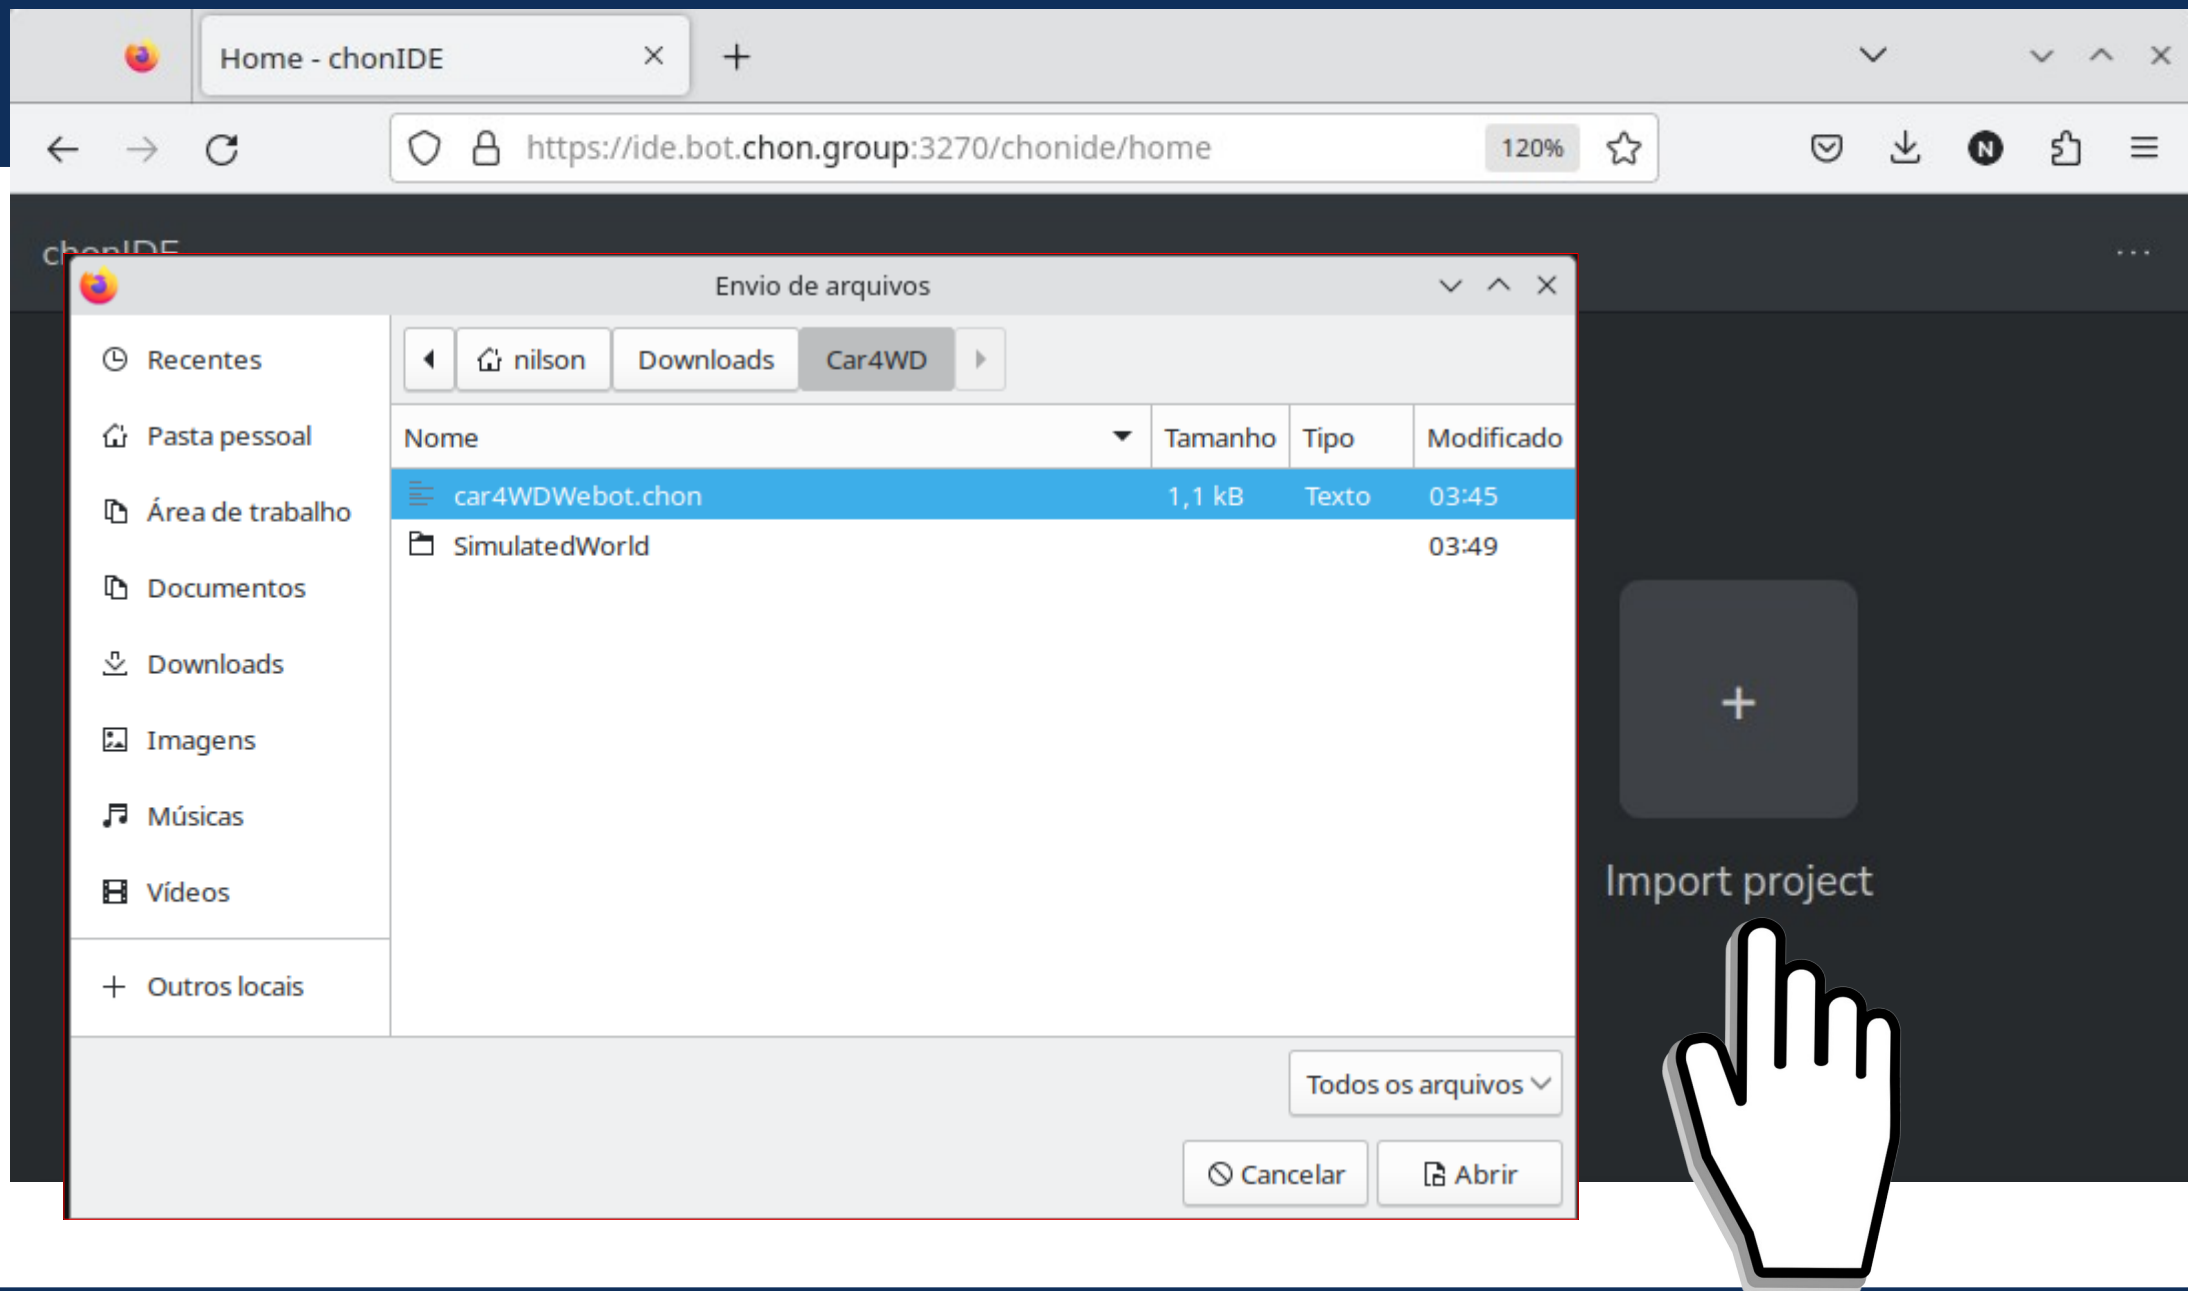 Home - chonIDE
https://ide.bot.chon.group:3270/chonide/home
120%
N
chonIDE
...
Envio de arquivos
Recentes
Pasta pessoal
Área de trabalho
Documentos
Downloads
Imagens
Músicas
Vídeos
Outros locais
nilson
Downloads
Car4WD
Nome
Tamanho
Tipo
Modificado
car4WDWebot.chon
1,1 kB
Texto
03:45
SimulatedWorld
03:49
Todos os arquivos
Cancelar
Abrir
+
Import project